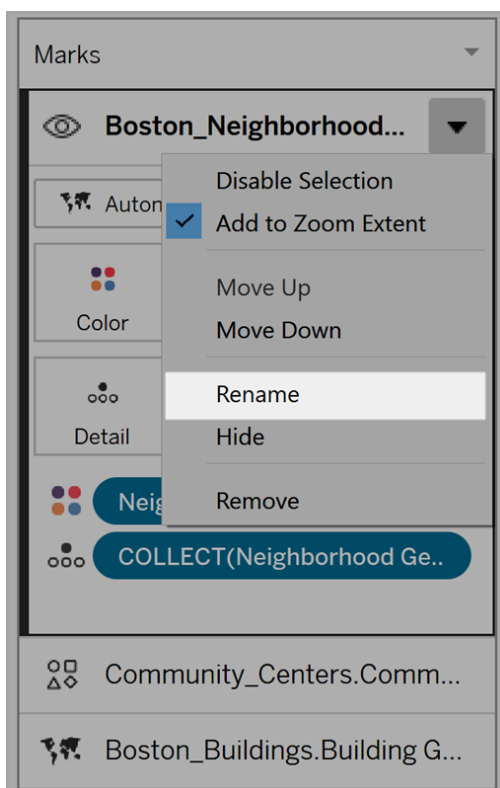 Marks
Boston_Neighborhood...
Disable Selection
Auton
Add to Zoom Extent
Move Up
Color
Move Down
Rename
Detail
Hide
Neig
Remove
COLLECT(Neighborhood Ge..
Community_Centers.Comm...
Boston_Buildings.Building G...